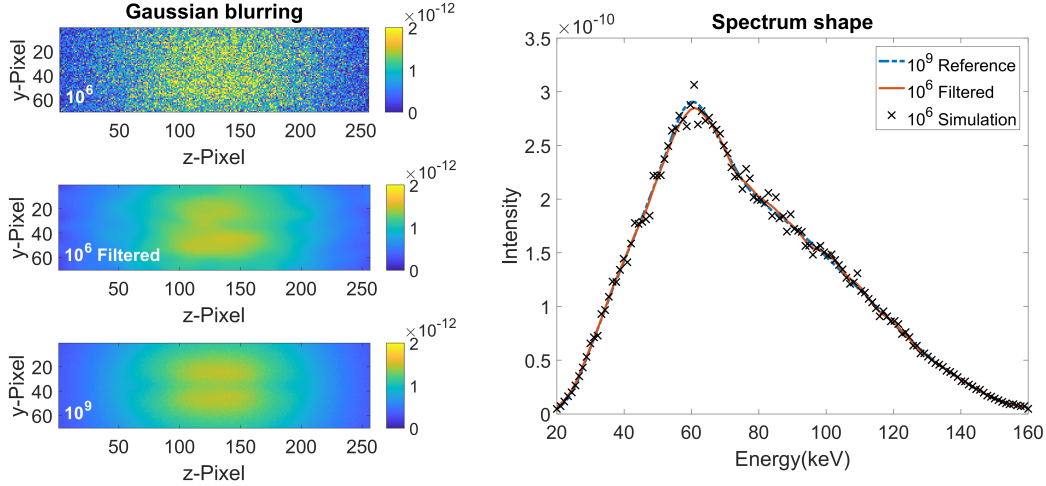 Gaussian blurring
×10⁻¹²
y-Pixel
20
40
60
10⁶
50 100 150 200 250
z-Pixel
2
1
0
×10⁻¹²
y-Pixel
20
40
60
10⁶ Filtered
50 100 150 200 250
z-Pixel
2
1
0
×10⁻¹²
y-Pixel
20
40
60
10⁹
50 100 150 200 250
z-Pixel
2
1
0
Spectrum shape
×10⁻¹⁰
3.5
3
2.5
2
1.5
1
0.5
0
Intensity
20 40 60 80 100 120 140 160
Energy(keV)
10⁹ Reference
10⁶ Filtered
10⁶ Simulation